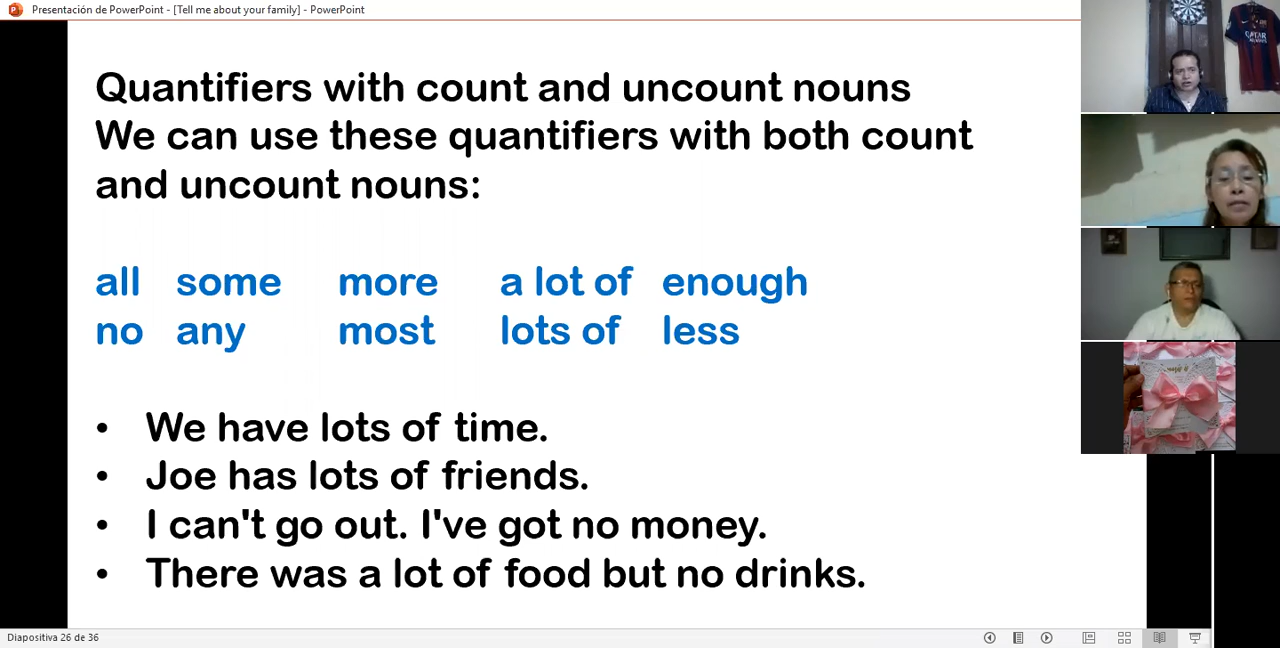 Presentación de PowerPoint - [Tell me about your family] - PowerPoint
Quantifiers with count and uncount nouns
We can use these quantifiers with both count
and uncount nouns:
all some more a lot of enough
no any most lots of less
• We have lots of time.
• Joe has lots of friends.
• I can't go out. I've got no money.
• There was a lot of food but no drinks.
Diapositiva 26 de 36
QATAR
AIRWAYS